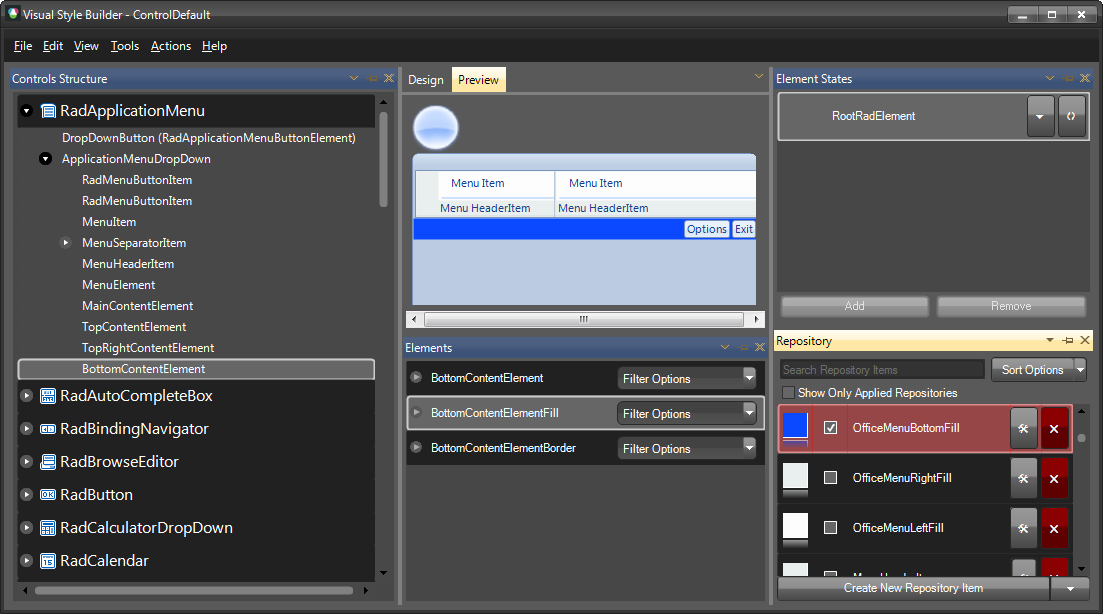 Visual Style Builder - ControlDefault
File Edit View Tools Actions Help
Controls Structure
RadApplicationMenu
DropDownButton (RadApplicationMenuButtonElement)
ApplicationMenuDropDown
RadMenuButtonItem
RadMenuButtonItem
MenuItem
MenuSeparatorItem
MenuHeaderItem
MenuElement
MainContentElement
TopContentElement
TopRightContentElement
BottomContentElement
RadAutoCompleteBox
RadBindingNavigator
RadBrowseEditor
RadButton
RadCalculatorDropDown
RadCalendar
Design Preview
Menu Item Menu Item
Menu HeaderItem Menu HeaderItem
Options Exit
Elements
BottomContentElement Filter Options
BottomContentElementFill Filter Options
BottomContentElementBorder Filter Options
Element States
RootRadElement
Add Remove
Repository
Search Repository Items Sort Options
Show Only Applied Repositories
OfficeMenuBottomFill
OfficeMenuRightFill
OfficeMenuLeftFill
Create New Repository Item